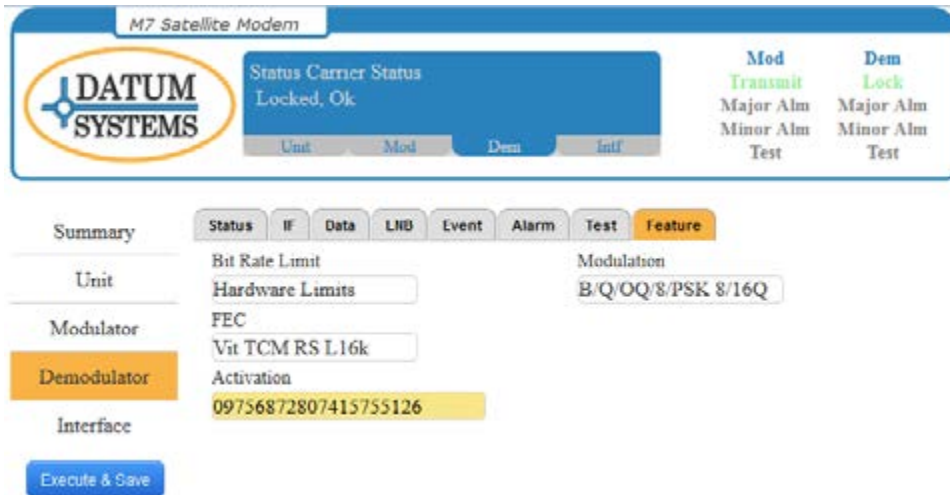 M7 Satellite Modem
DATUM
SYSTEMS
Status Carrier Status
Locked, Ok
Unit Mod Dem Intf
Mod Dem
Transmit Lock
Major Alm Major Alm
Minor Alm Minor Alm
Test Test
Summary
Unit
Modulator
Demodulator
Interface
Execute & Save
Status IF Data LNB Event Alarm Test Feature
Bit Rate Limit
Hardware Limits
Modulation
B/Q/OQ/8/PSK 8/16Q
FEC
Vit TCM RS L16k
Activation
09756872807415755126